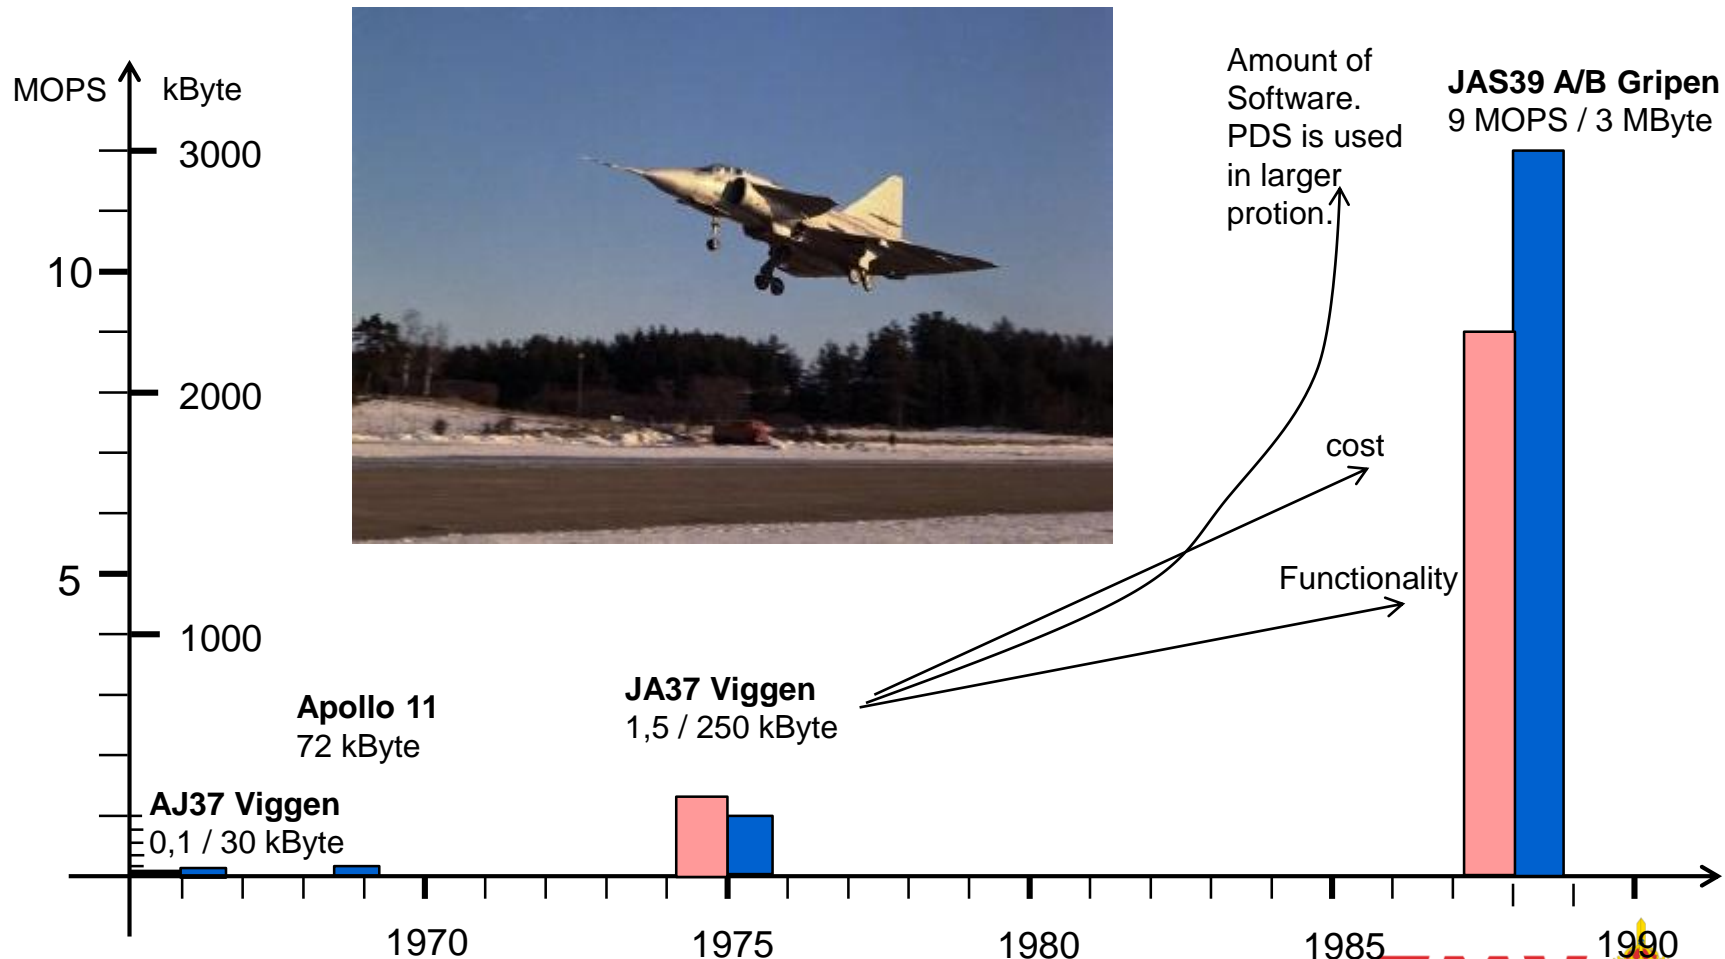 MOPS
kByte
3000
10
2000
5
1000
Amount of
Software.
PDS is used
in larger
protion.
JAS39 A/B Gripen
9 MOPS / 3 MByte
cost
Functionality
JA37 Viggen
1,5 / 250 kByte
Apollo 11
72 kByte
AJ37 Viggen
0,1 / 30 kByte
1970
1975
1980
1985
1990